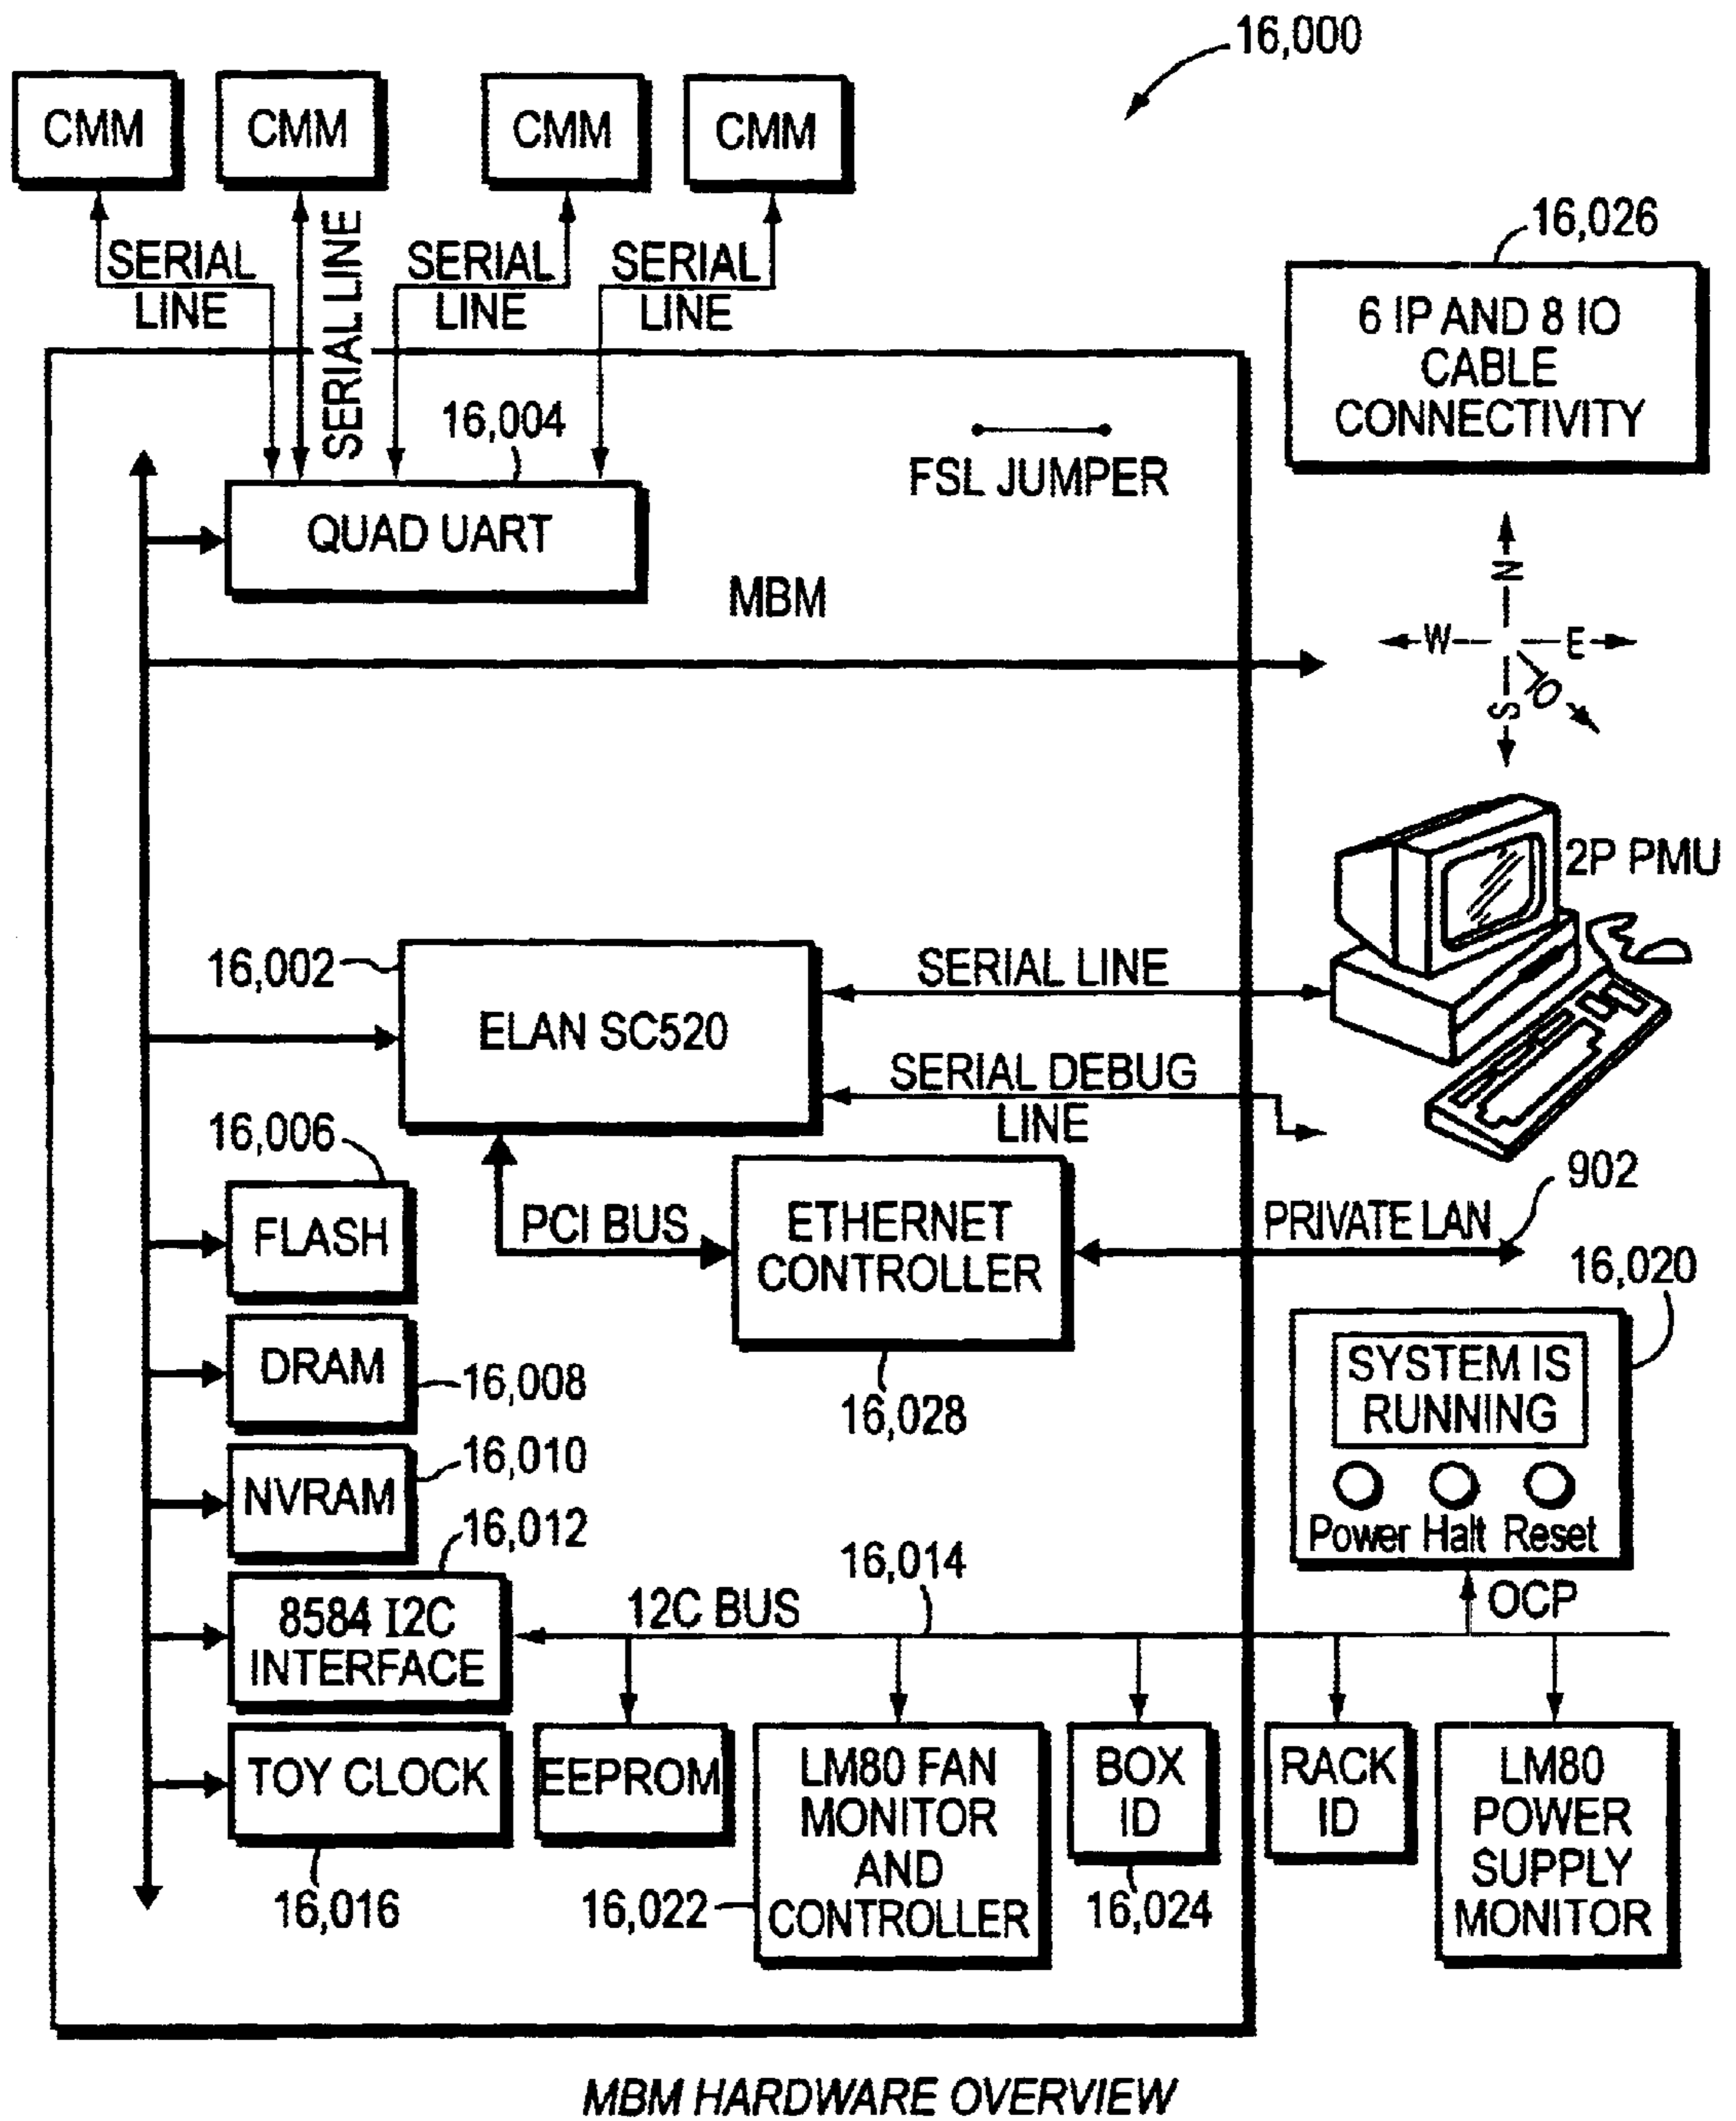 16,000
CMM
CMM
CMM
CMM
SERIAL
LINE
SERIAL LINE
SERIAL
LINE
SERIAL
LINE
16,026
6 IP AND 8 IO
CABLE
CONNECTIVITY
16,004
FSL JUMPER
QUAD UART
MBM
N
W
E
S
IO
2P PMU
16,002
ELAN SC520
SERIAL LINE
SERIAL DEBUG
LINE
16,006
FLASH
PCI BUS
ETHERNET
CONTROLLER
PRIVATE LAN
902
16,028
16,020
SYSTEM IS
RUNNING
Power Halt Reset
DRAM
16,008
NVRAM
16,010
16,012
8584 I2C
INTERFACE
12C BUS
16,014
OCP
TOY CLOCK
16,016
EEPROM
LM80 FAN
MONITOR
AND
CONTROLLER
16,022
BOX
ID
16,024
RACK
ID
LM80
POWER
SUPPLY
MONITOR
MBM HARDWARE OVERVIEW